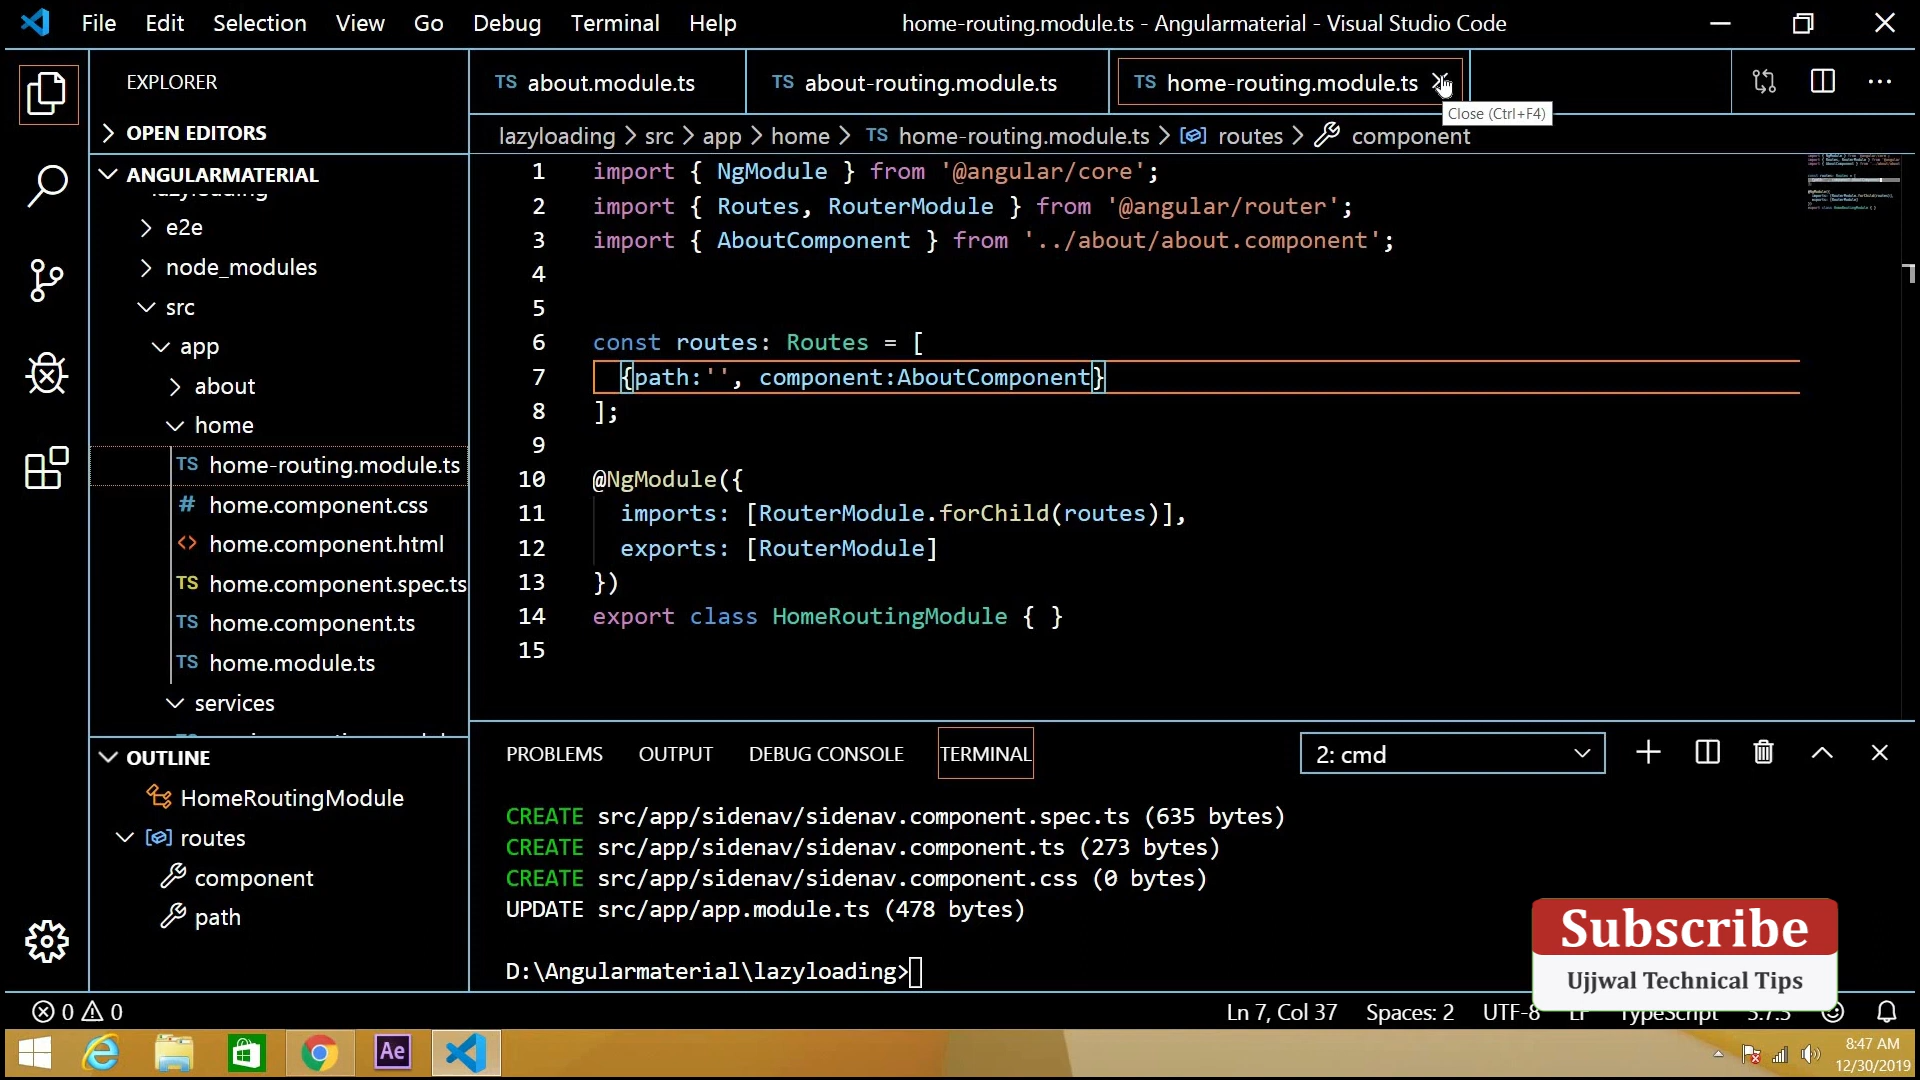 File Edit Selection View Go Debug Terminal Help home-routing.module.ts - Angularmaterial - Visual Studio Code
EXPLORER
OPEN EDITORS
ANGULARMATERIAL
lazyloading
e2e
node_modules
src
app
about
home
TS home-routing.module.ts
# home.component.css
<> home.component.html
TS home.component.spec.ts
TS home.component.ts
TS home.module.ts
services
OUTLINE
HomeRoutingModule
routes
component
path
TS about.module.ts TS about-routing.module.ts TS home-routing.module.ts
Close (Ctrl+F4)
lazyloading > src > app > home > TS home-routing.module.ts > routes > component
1 import { NgModule } from '@angular/core';
2 import { Routes, RouterModule } from '@angular/router';
3 import { AboutComponent } from '../about/about.component';
4
5
6 const routes: Routes = [
7 {path:'', component:AboutComponent}
8 ];
9
10 @NgModule({
11 imports: [RouterModule.forChild(routes)],
12 exports: [RouterModule]
13 })
14 export class HomeRoutingModule { }
15
PROBLEMS OUTPUT DEBUG CONSOLE TERMINAL 2: cmd
CREATE src/app/sidenav/sidenav.component.spec.ts (635 bytes)
CREATE src/app/sidenav/sidenav.component.ts (273 bytes)
CREATE src/app/sidenav/sidenav.component.css (0 bytes)
UPDATE src/app/app.module.ts (478 bytes)
D:\Angularmaterial\lazyloading>
Subscribe
Ujjwal Technical Tips
0 0 Ln 7, Col 37 Spaces: 2 UTF-8 LF TypeScript 3.7.3
Ae
8:47 AM
12/30/2019